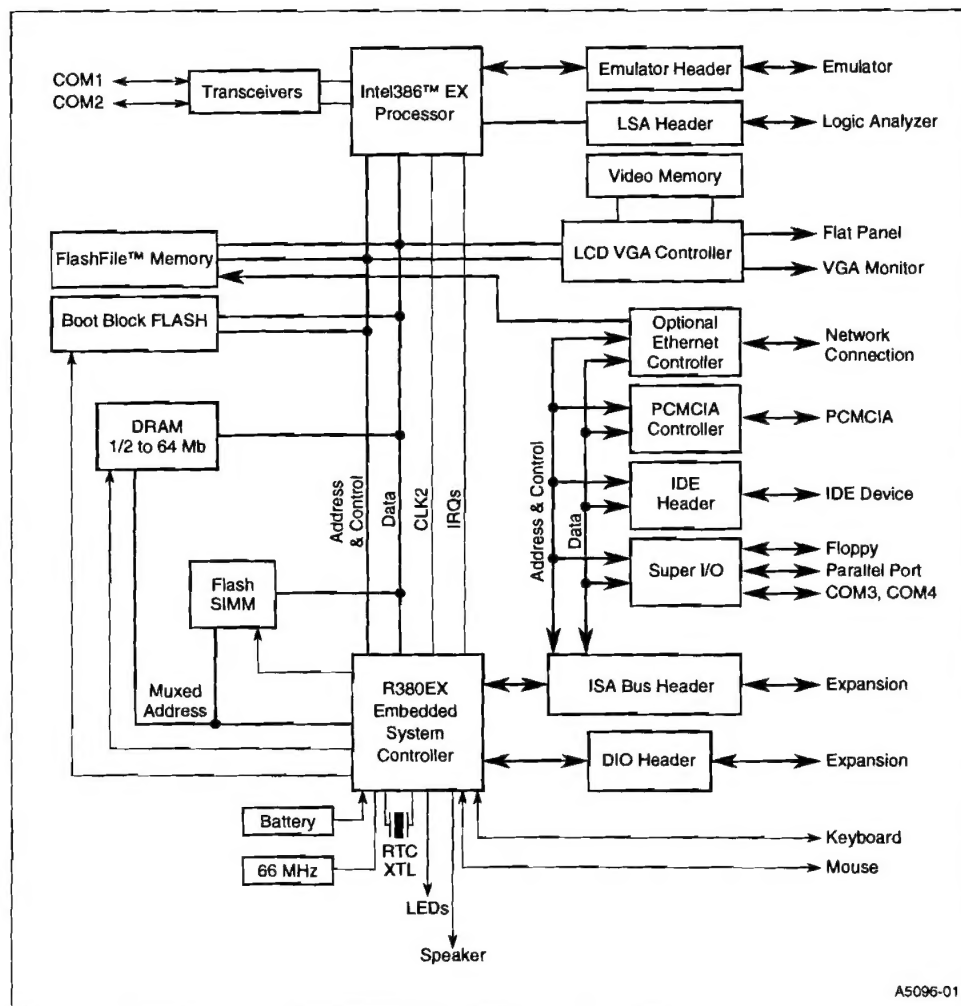 COM1
COM2
Transceivers
Intel386™ EX
Processor
Emulator Header
Emulator
LSA Header
Logic Analyzer
Video Memory
FlashFile™ Memory
LCD VGA Controller
Flat Panel
VGA Monitor
Boot Block FLASH
Optional
Ethernet
Controller
Network
Connection
DRAM
1/2 to 64 Mb
PCMCIA
Controller
PCMCIA
Address
& Control
Data
CLK2
IRQs
Address & Control
Data
IDE
Header
IDE Device
Flash
SIMM
Super I/O
Floppy
Parallel Port
COM3, COM4
Muxed
Address
R380EX
Embedded
System
Controller
ISA Bus Header
Expansion
DIO Header
Expansion
Battery
66 MHz
RTC
XTL
LEDs
Speaker
Keyboard
Mouse
A5096-01